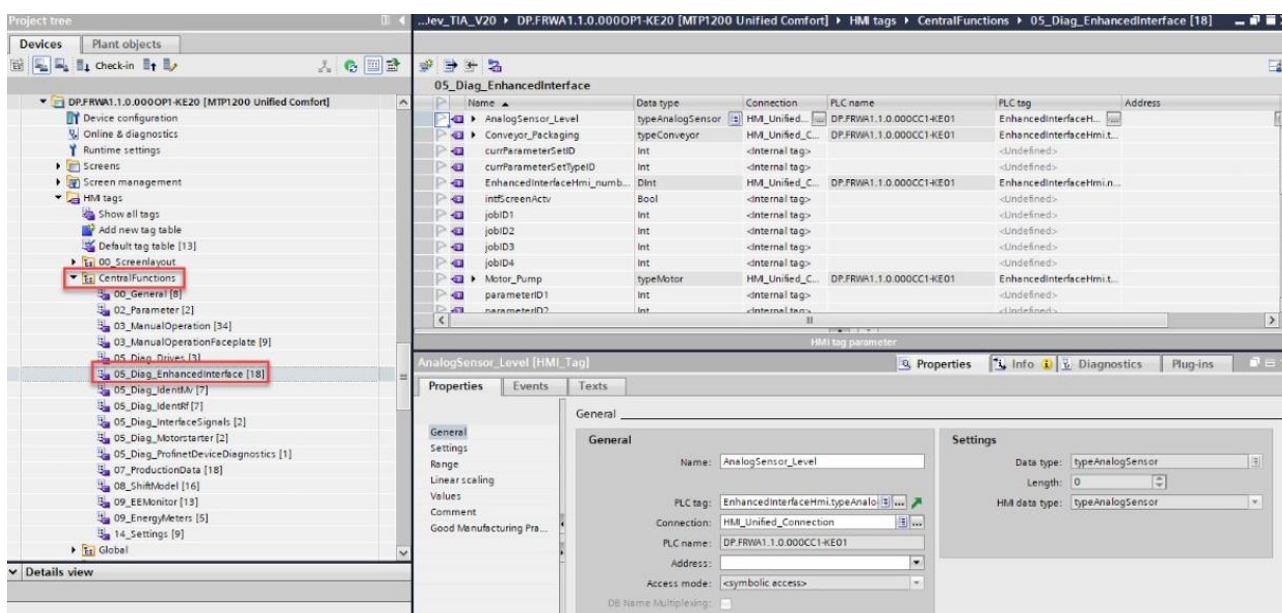 Project tree
...Jev_TIA_V20 ▸ DP.FRWA1.1.0.000OP1-KE20 [MTP1200 Unified Comfort] ▸ HMI tags ▸ CentralFunctions ▸ 05_Diag_EnhancedInterface [18]
Devices Plant objects
Check-in
DP.FRWA1.1.0.000OP1-KE20 [MTP1200 Unified Comfort]
Device configuration
Online & diagnostics
Runtime settings
Screens
Screen management
HMI tags
Show all tags
Add new tag table
Default tag table [13]
00_Screenlayout
CentralFunctions
00_General [8]
02_Parameter [2]
03_ManualOperation [34]
03_ManualOperationFaceplate [9]
05_Diag_Drives [3]
05_Diag_EnhancedInterface [18]
05_Diag_IdentMv [7]
05_Diag_IdentRf [7]
05_Diag_InterfaceSignals [2]
05_Diag_Motorstarter [2]
05_Diag_ProfinetDeviceDiagnostics [1]
07_ProductionData [18]
08_ShiftModel [16]
09_EEMonitor [13]
09_EnergyMeters [5]
14_Settings [9]
Global
Details view
05_Diag_EnhancedInterface
Name Data type Connection PLC name PLC tag Address
AnalogSensor_Level typeAnalogSensor HMI_Unified... DP.FRWA1.1.0.000CC1-KE01 EnhancedInterfaceH...
Conveyor_Packaging typeConveyor HMI_Unified_C... DP.FRWA1.1.0.000CC1-KE01 EnhancedInterfaceHmi.t...
currParameterSetID Int <Internal tag> <Undefined>
currParameterSetTypeID Int <Internal tag> <Undefined>
EnhancedInterfaceHmi_numb... DInt HMI_Unified_C... DP.FRWA1.1.0.000CC1-KE01 EnhancedInterfaceHmi.n...
intfScreenActv Bool <Internal tag> <Undefined>
jobID1 Int <Internal tag> <Undefined>
jobID2 Int <Internal tag> <Undefined>
jobID3 Int <Internal tag> <Undefined>
jobID4 Int <Internal tag> <Undefined>
Motor_Pump typeMotor HMI_Unified_C... DP.FRWA1.1.0.000CC1-KE01 EnhancedInterfaceHmi.t...
parameterID1 Int <Internal tag> <Undefined>
parameterID2 Int <Internal tag> <Undefined>
HMI tag parameter
AnalogSensor_Level [HMI_Tag]
Properties Info Diagnostics Plug-ins
Properties Events Texts
General
Settings
Range
Linear scaling
Values
Comment
Good Manufacturing Pra...
General
General
Name: AnalogSensor_Level
PLC tag: EnhancedInterfaceHmi.typeAnalo ...
Connection: HMI_Unified_Connection ...
PLC name: DP.FRWA1.1.0.000CC1-KE01
Address:
Access mode: <symbolic access>
DB Name Multiplexing:
Settings
Data type: typeAnalogSensor
Length: 0
HMI data type: typeAnalogSensor